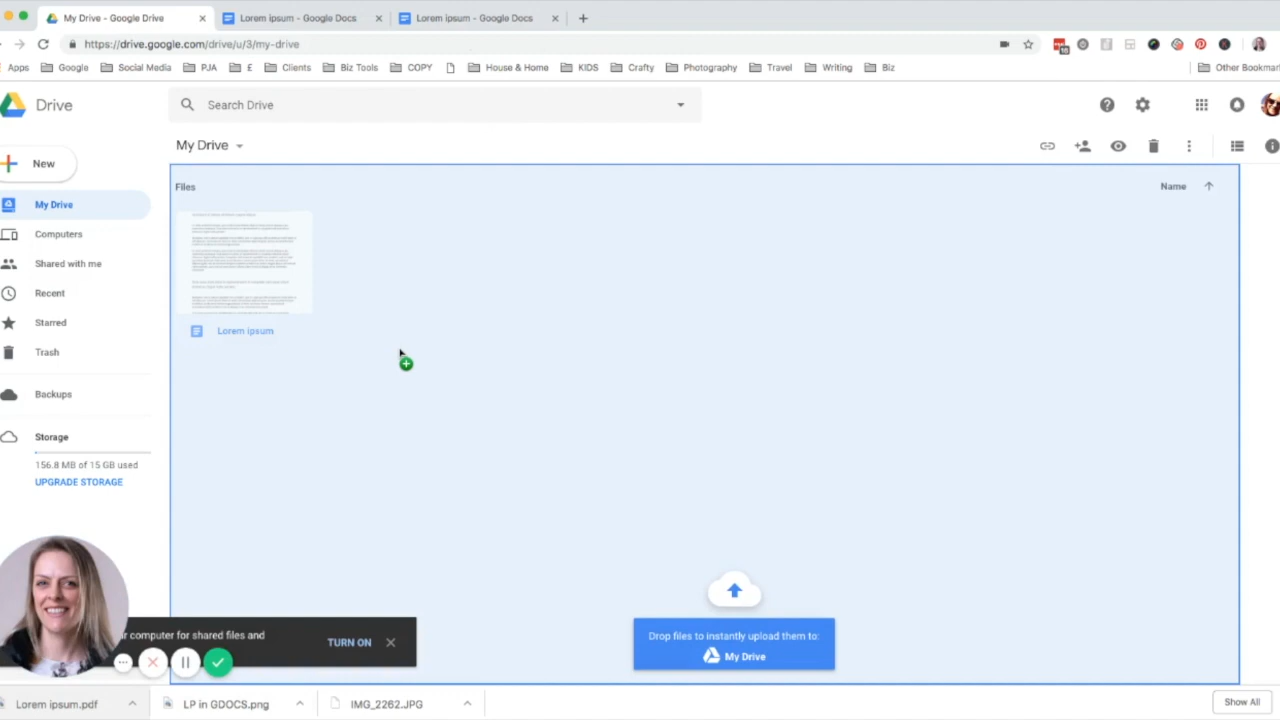 My Drive - Google Drive
Lorem ipsum - Google Docs
Lorem ipsum - Google Docs
https://drive.google.com/drive/u/3/my-drive
Apps
Google
Social Media
PJA
£
Clients
Biz Tools
COPY
House & Home
KIDS
Crafty
Photography
Travel
Writing
Biz
Other Bookmar
Drive
Search Drive
New
My Drive
Files
Name
My Drive
Computers
Shared with me
Recent
Starred
Trash
Backups
Storage
156.8 MB of 15 GB used
UPGRADE STORAGE
Lorem ipsum
Drop files to instantly upload them to:
My Drive
r computer for shared files and
TURN ON
Lorem ipsum.pdf
LP in GDOCS.png
IMG_2262.JPG
Show All